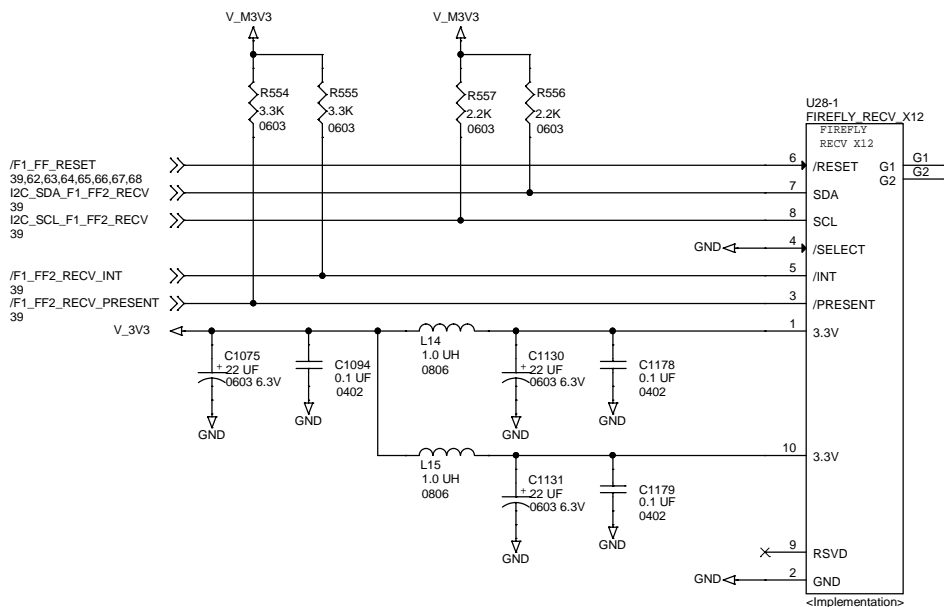 V_M3V3
V_M3V3
R554
3.3K
0603
R555
3.3K
0603
R557
2.2K
0603
R556
2.2K
0603
U28-1
FIREFLY_RECV_X12
FIREFLY
RECV X12
/F1_FF_RESET
39,62,63,64,65,66,67,68
6
/RESET
G1
G1
G2
G2
I2C_SDA_F1_FF2_RECV
39
7
SDA
I2C_SCL_F1_FF2_RECV
39
8
SCL
GND
4
/SELECT
/F1_FF2_RECV_INT
39
5
/INT
/F1_FF2_RECV_PRESENT
39
3
/PRESENT
V_3V3
1
3.3V
L14
1.0 UH
0806
C1075
+
22 UF
0603 6.3V
GND
C1094
0.1 UF
0402
GND
C1130
+
22 UF
0603 6.3V
GND
C1178
0.1 UF
0402
GND
10
3.3V
L15
1.0 UH
0806
C1131
+
22 UF
0603 6.3V
GND
C1179
0.1 UF
0402
GND
9
RSVD
GND
2
GND
<Implementation>